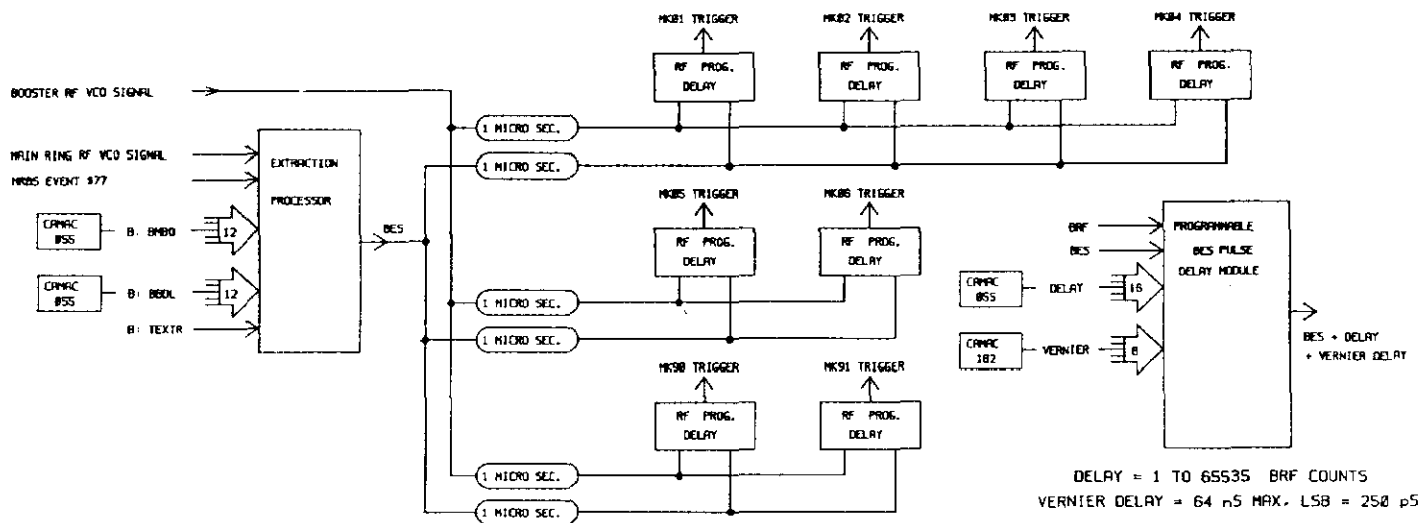 MK01 TRIGGER
MK02 TRIGGER
MK03 TRIGGER
MK04 TRIGGER
RF PROG.
DELAY
RF PROG.
DELAY
RF PROG.
DELAY
RF PROG.
DELAY
BOOSTER RF VCO SIGNAL
1 MICRO SEC.
MAIN RING RF VCO SIGNAL
EXTRACTION
PROCESSOR
1 MICRO SEC.
MRBS EVENT $77
CAMAC
055
B: BMBO
12
BES
CAMAC
055
B: BBDL
12
B: TEXTR
MK05 TRIGGER
MK06 TRIGGER
RF PROG.
DELAY
RF PROG.
DELAY
1 MICRO SEC.
1 MICRO SEC.
MK90 TRIGGER
MK91 TRIGGER
RF PROG.
DELAY
RF PROG.
DELAY
1 MICRO SEC.
1 MICRO SEC.
BRF
PROGRAMMABLE
BES
BES PULSE
DELAY MODULE
CAMAC
055
DELAY
16
CAMAC
182
VERNIER
8
BES + DELAY
+ VERNIER DELAY
DELAY = 1 TO 65535 BRF COUNTS
VERNIER DELAY = 64 nS MAX. LSB = 250 pS